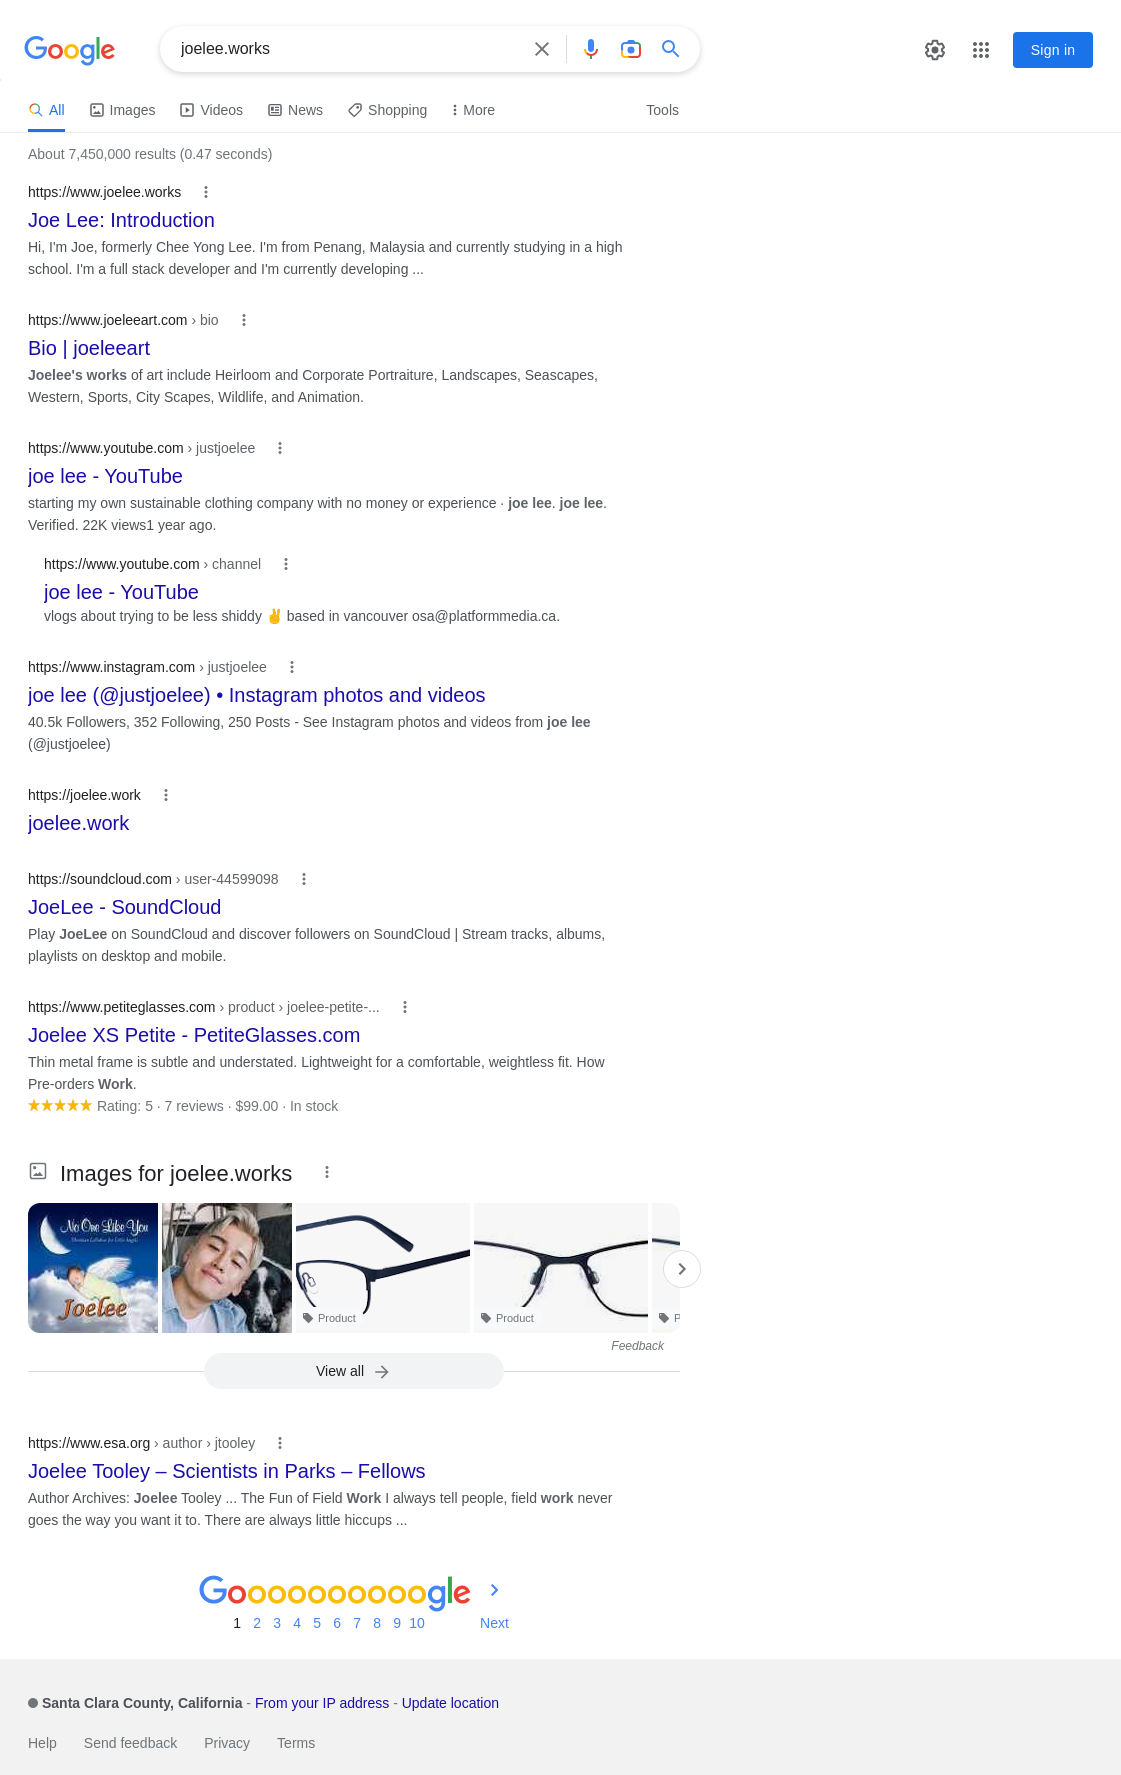 Google
joelee.works
Sign in
All Images Videos News Shopping More Tools
About 7,450,000 results (0.47 seconds)
https://www.joelee.works
Joe Lee: Introduction
Hi, I'm Joe, formerly Chee Yong Lee. I'm from Penang, Malaysia and currently studying in a high
school. I'm a full stack developer and I'm currently developing ...
https://www.joeleeart.com › bio
Bio | joeleeart
Joelee's works of art include Heirloom and Corporate Portraiture, Landscapes, Seascapes,
Western, Sports, City Scapes, Wildlife, and Animation.
https://www.youtube.com › justjoelee
joe lee - YouTube
starting my own sustainable clothing company with no money or experience · joe lee. joe lee.
Verified. 22K views1 year ago.
https://www.youtube.com › channel
joe lee - YouTube
vlogs about trying to be less shiddy ✌️ based in vancouver osa@platformmedia.ca.
https://www.instagram.com › justjoelee
joe lee (@justjoelee) • Instagram photos and videos
40.5k Followers, 352 Following, 250 Posts - See Instagram photos and videos from joe lee
(@justjoelee)
https://joelee.work
joelee.work
https://soundcloud.com › user-44599098
JoeLee - SoundCloud
Play JoeLee on SoundCloud and discover followers on SoundCloud | Stream tracks, albums,
playlists on desktop and mobile.
https://www.petiteglasses.com › product › joelee-petite-...
Joelee XS Petite - PetiteGlasses.com
Thin metal frame is subtle and understated. Lightweight for a comfortable, weightless fit. How
Pre-orders Work.
Rating: 5 · 7 reviews · $99.00 · In stock
Images for joelee.works
No One Like You
Joelee
Product
Product
Feedback
View all
https://www.esa.org › author › jtooley
Joelee Tooley – Scientists in Parks – Fellows
Author Archives: Joelee Tooley ... The Fun of Field Work I always tell people, field work never
goes the way you want it to. There are always little hiccups ...
Goooooooooogle
1 2 3 4 5 6 7 8 9 10 Next
Santa Clara County, California - From your IP address - Update location
Help Send feedback Privacy Terms